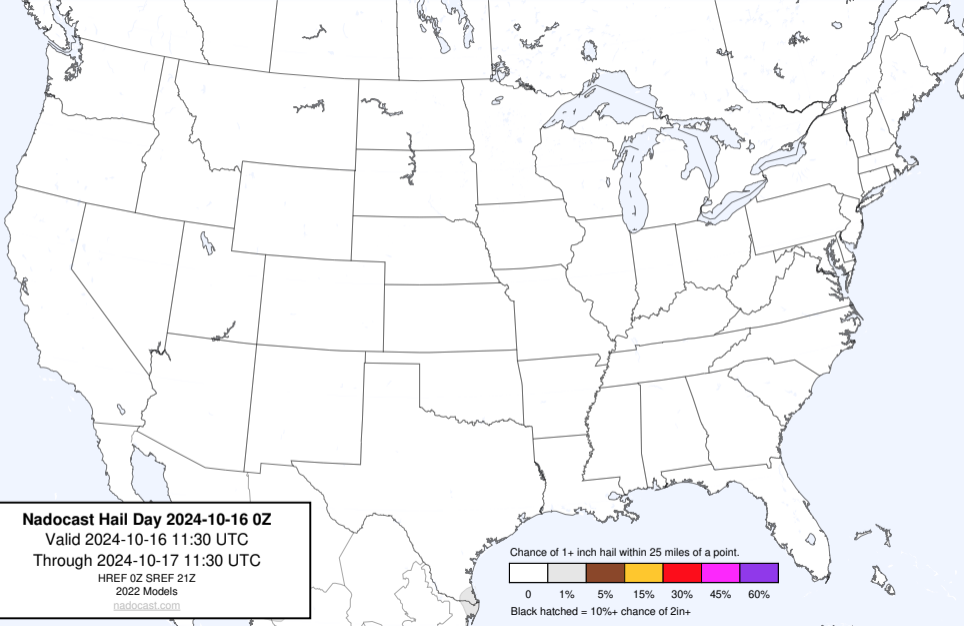 Nadocast Hail Day 2024-10-16 0Z
Valid 2024-10-16 11:30 UTC
Through 2024-10-17 11:30 UTC
HREF 0Z SREF 21Z
2022 Models
nadocast.com
Chance of 1+ inch hail within 25 miles of a point.
0 1% 5% 15% 30% 45% 60%
Black hatched = 10%+ chance of 2in+